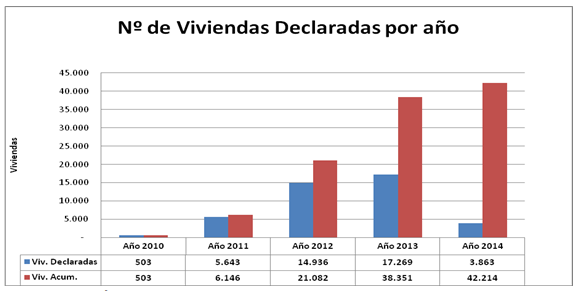 Nº de Viviendas Declaradas por año
Viviendas
45.000
40.000
35.000
30.000
25.000
20.000
15.000
10.000
5.000
-
Año 2010 Año 2011 Año 2012 Año 2013 Año 2014
Viv. Declaradas 503 5.643 14.936 17.269 3.863
Viv. Acum. 503 6.146 21.082 38.351 42.214